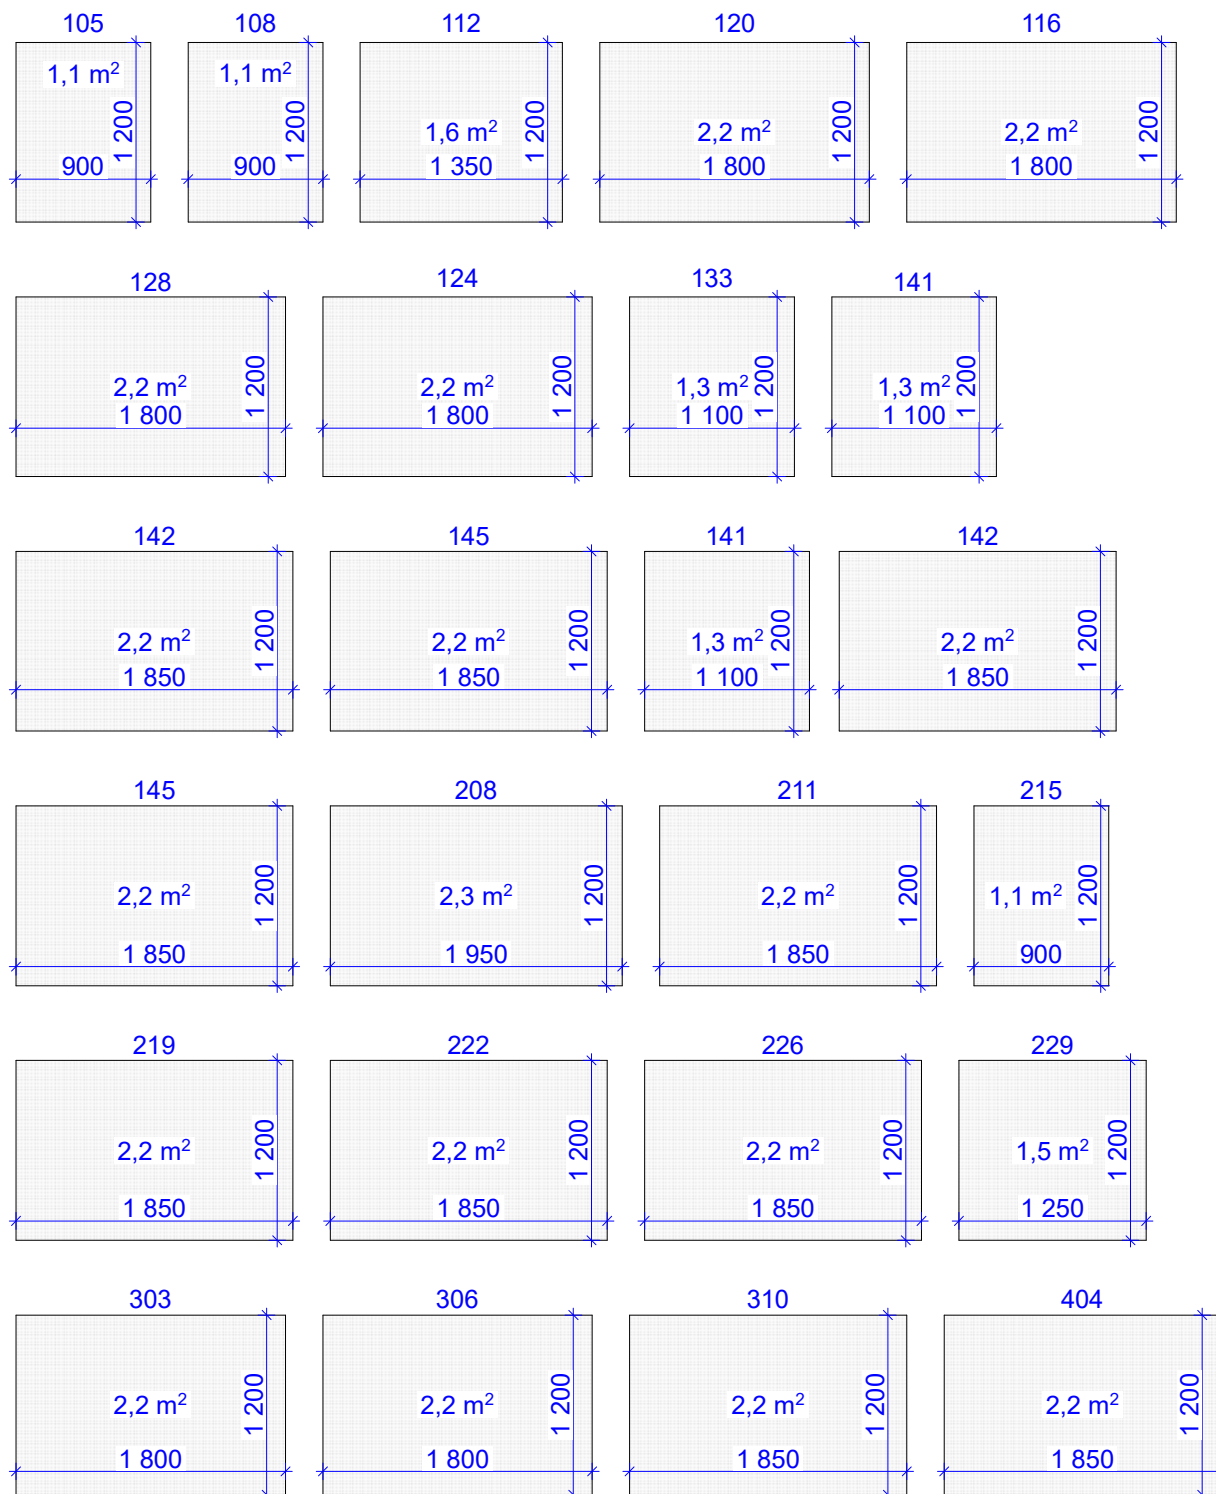 105 108 112 120 116
1,1 m² 1,1 m² 1,6 m² 2,2 m² 2,2 m²
1 200 1 200 1 200 1 200 1 200
900 900 1 350 1 800 1 800
128 124 133 141
2,2 m² 2,2 m² 1,3 m² 1,3 m²
1 200 1 200 1 200 1 200
1 800 1 800 1 100 1 100
142 145 141 142
2,2 m² 2,2 m² 1,3 m² 2,2 m²
1 200 1 200 1 200 1 200
1 850 1 850 1 100 1 850
145 208 211 215
2,2 m² 2,3 m² 2,2 m² 1,1 m²
1 200 1 200 1 200 1 200
1 850 1 950 1 850 900
219 222 226 229
2,2 m² 2,2 m² 2,2 m² 1,5 m²
1 200 1 200 1 200 1 200
1 850 1 850 1 850 1 250
303 306 310 404
2,2 m² 2,2 m² 2,2 m² 2,2 m²
1 200 1 200 1 200 1 200
1 800 1 800 1 850 1 850